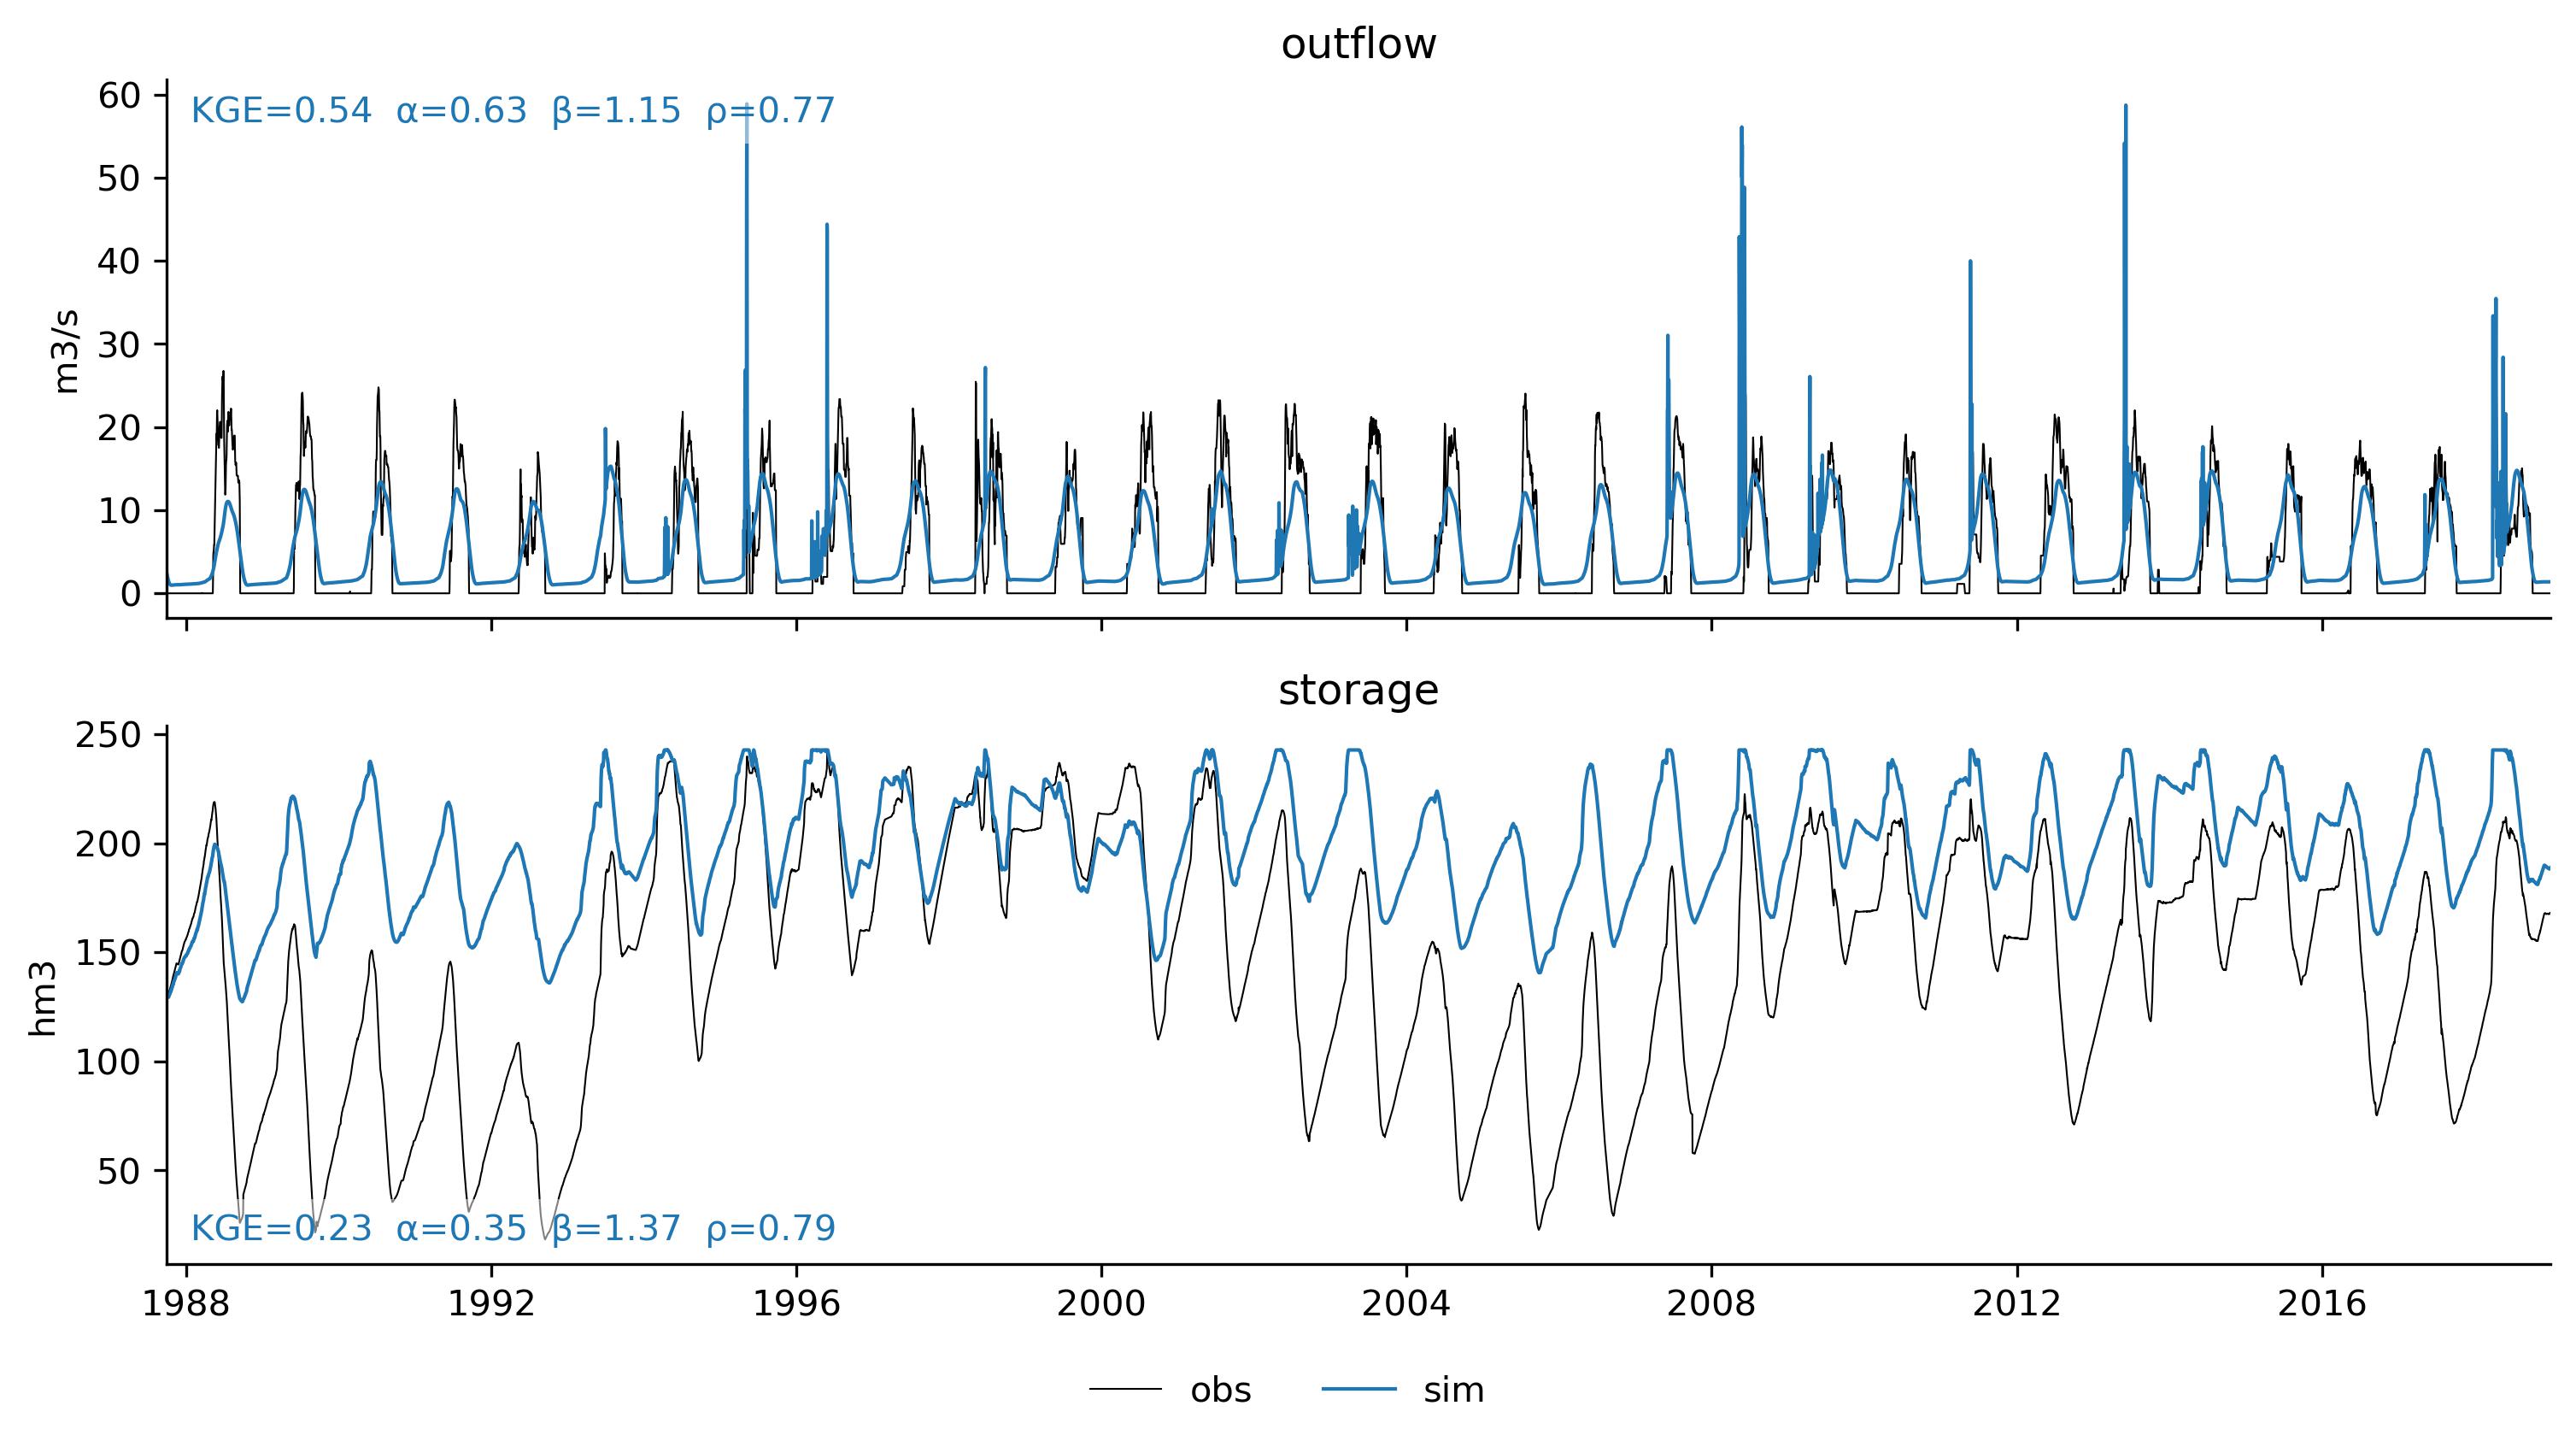 outflow
60
KGE=0.54 α=0.63 β=1.15 ρ=0.77
50
40
m3/s
30
20
10
0
storage
250
200
150
hm3
100
50
KGE=0.23 α=0.35 β=1.37 ρ=0.79
1988 1992 1996 2000 2004 2008 2012 2016
obs sim